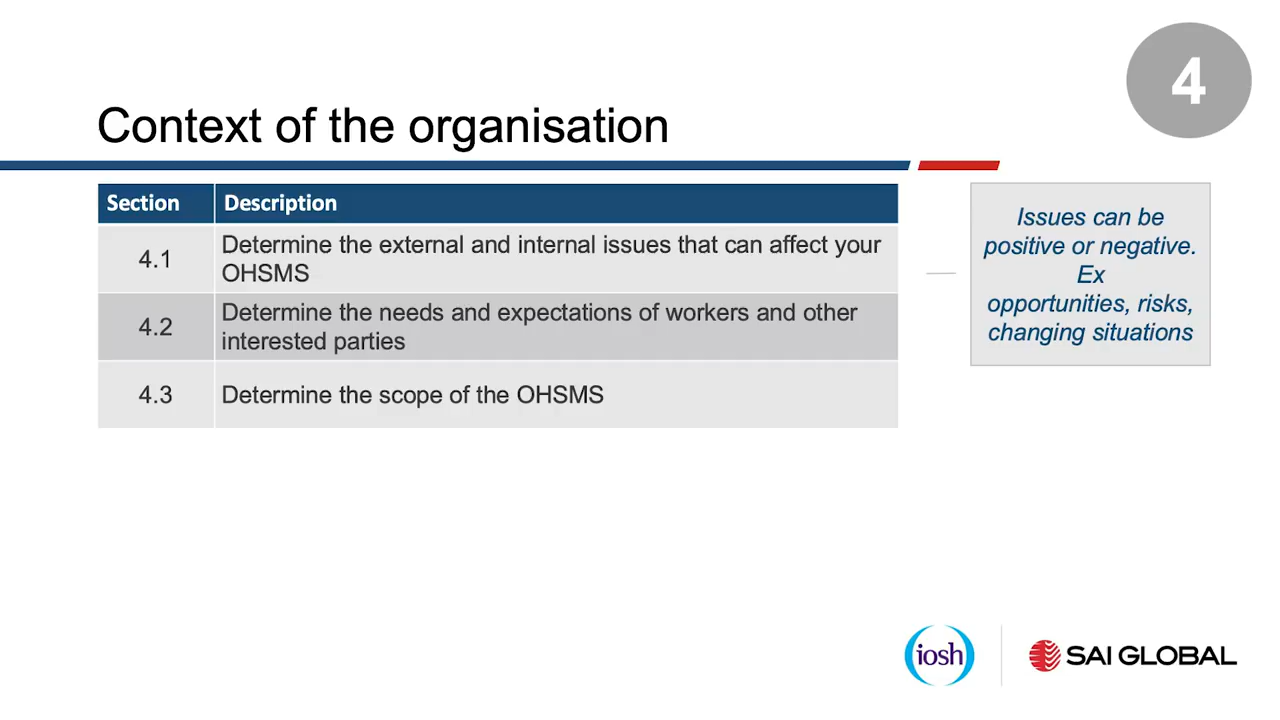 4
Context of the organisation
Section Description
4.1 Determine the external and internal issues that can affect your
OHSMS
4.2 Determine the needs and expectations of workers and other
interested parties
4.3 Determine the scope of the OHSMS
Issues can be
positive or negative.
Ex
opportunities, risks,
changing situations
iosh
SAI GLOBAL